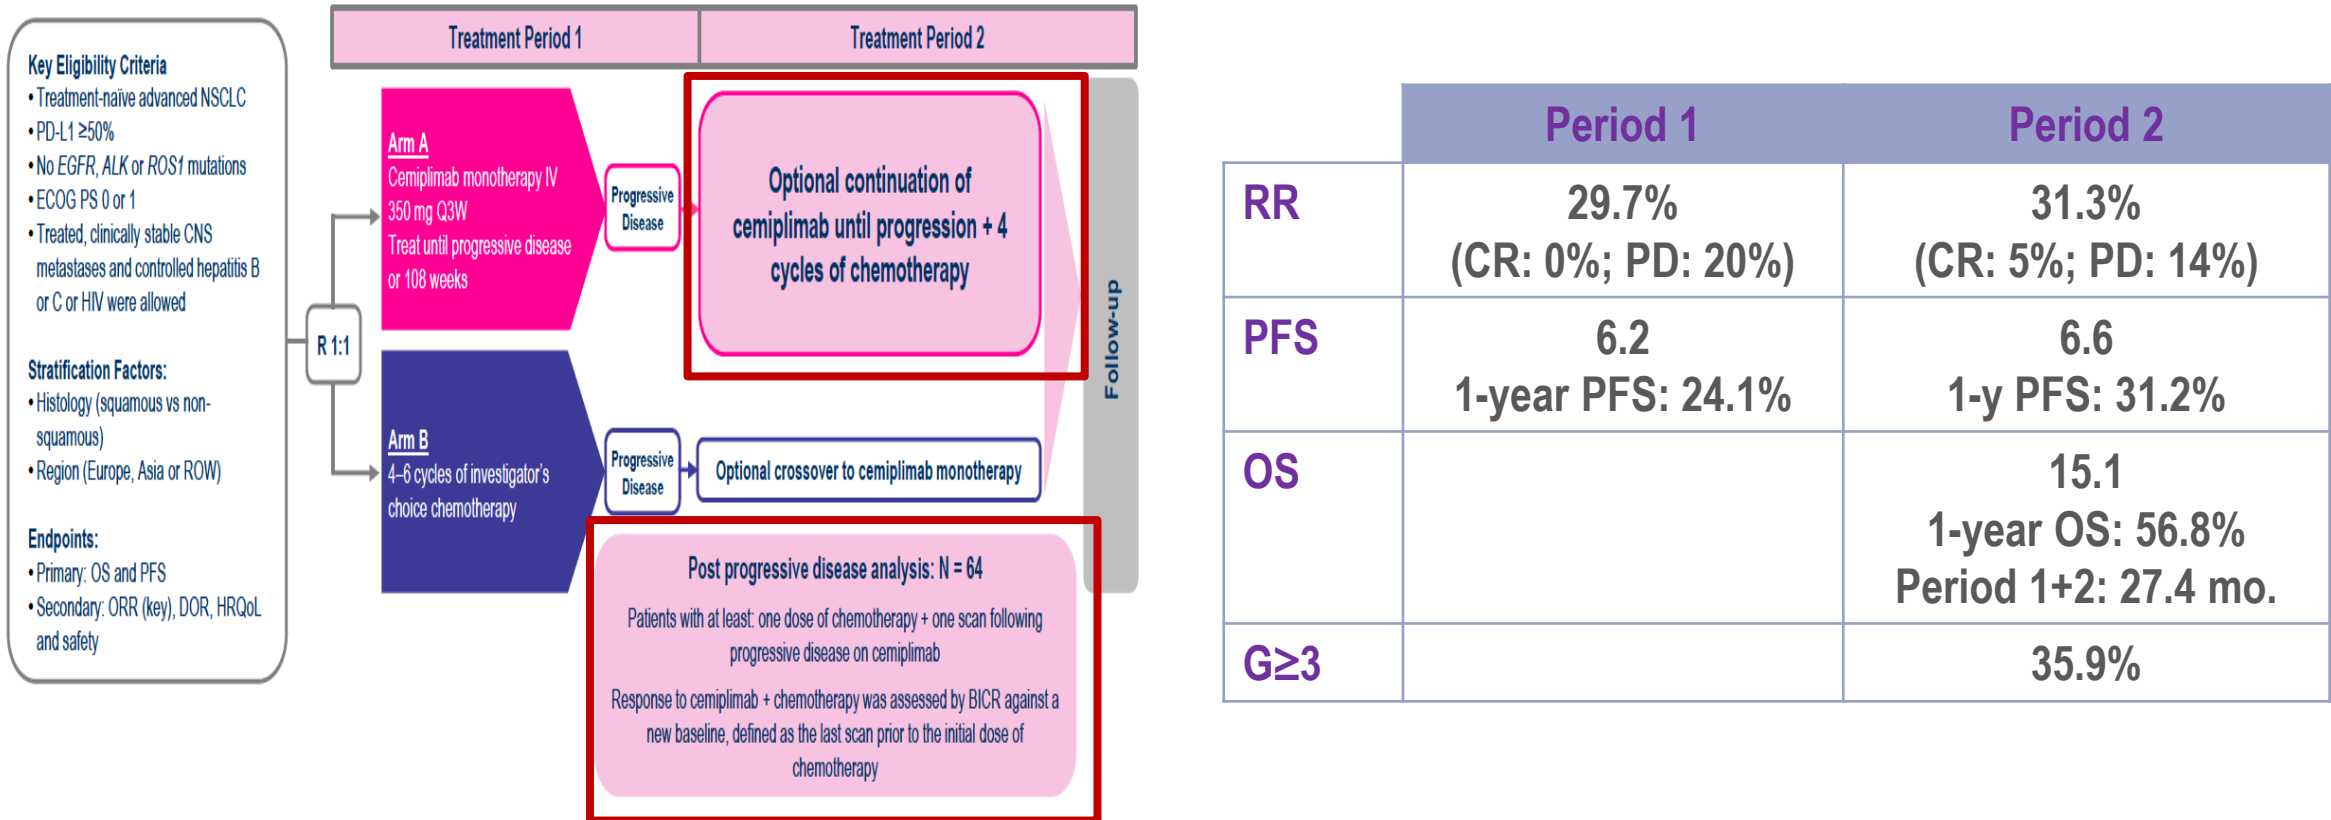 Key Eligibility Criteria
• Treatment-naïve advanced NSCLC
• PD-L1 ≥50%
• No EGFR, ALK or ROS1 mutations
• ECOG PS 0 or 1
• Treated, clinically stable CNS
metastases and controlled hepatitis B
or C or HIV were allowed
Stratification Factors:
• Histology (squamous vs non-
squamous)
• Region (Europe, Asia or ROW)
Endpoints:
• Primary: OS and PFS
• Secondary: ORR (key), DOR, HRQoL
and safety
R 1:1
Treatment Period 1
Treatment Period 2
Arm A
Cemiplimab monotherapy IV
350 mg Q3W
Treat until progressive disease
or 108 weeks
Progressive
Disease
Optional continuation of
cemiplimab until progression + 4
cycles of chemotherapy
Arm B
4–6 cycles of investigator's
choice chemotherapy
Progressive
Disease
Optional crossover to cemiplimab monotherapy
Follow-up
Post progressive disease analysis: N = 64
Patients with at least: one dose of chemotherapy + one scan following
progressive disease on cemiplimab
Response to cemiplimab + chemotherapy was assessed by BICR against a
new baseline, defined as the last scan prior to the initial dose of
chemotherapy
Period 1 Period 2
RR 29.7% 31.3%
(CR: 0%; PD: 20%) (CR: 5%; PD: 14%)
PFS 6.2 6.6
1-year PFS: 24.1% 1-y PFS: 31.2%
OS 15.1
1-year OS: 56.8%
Period 1+2: 27.4 mo.
G≥3 35.9%